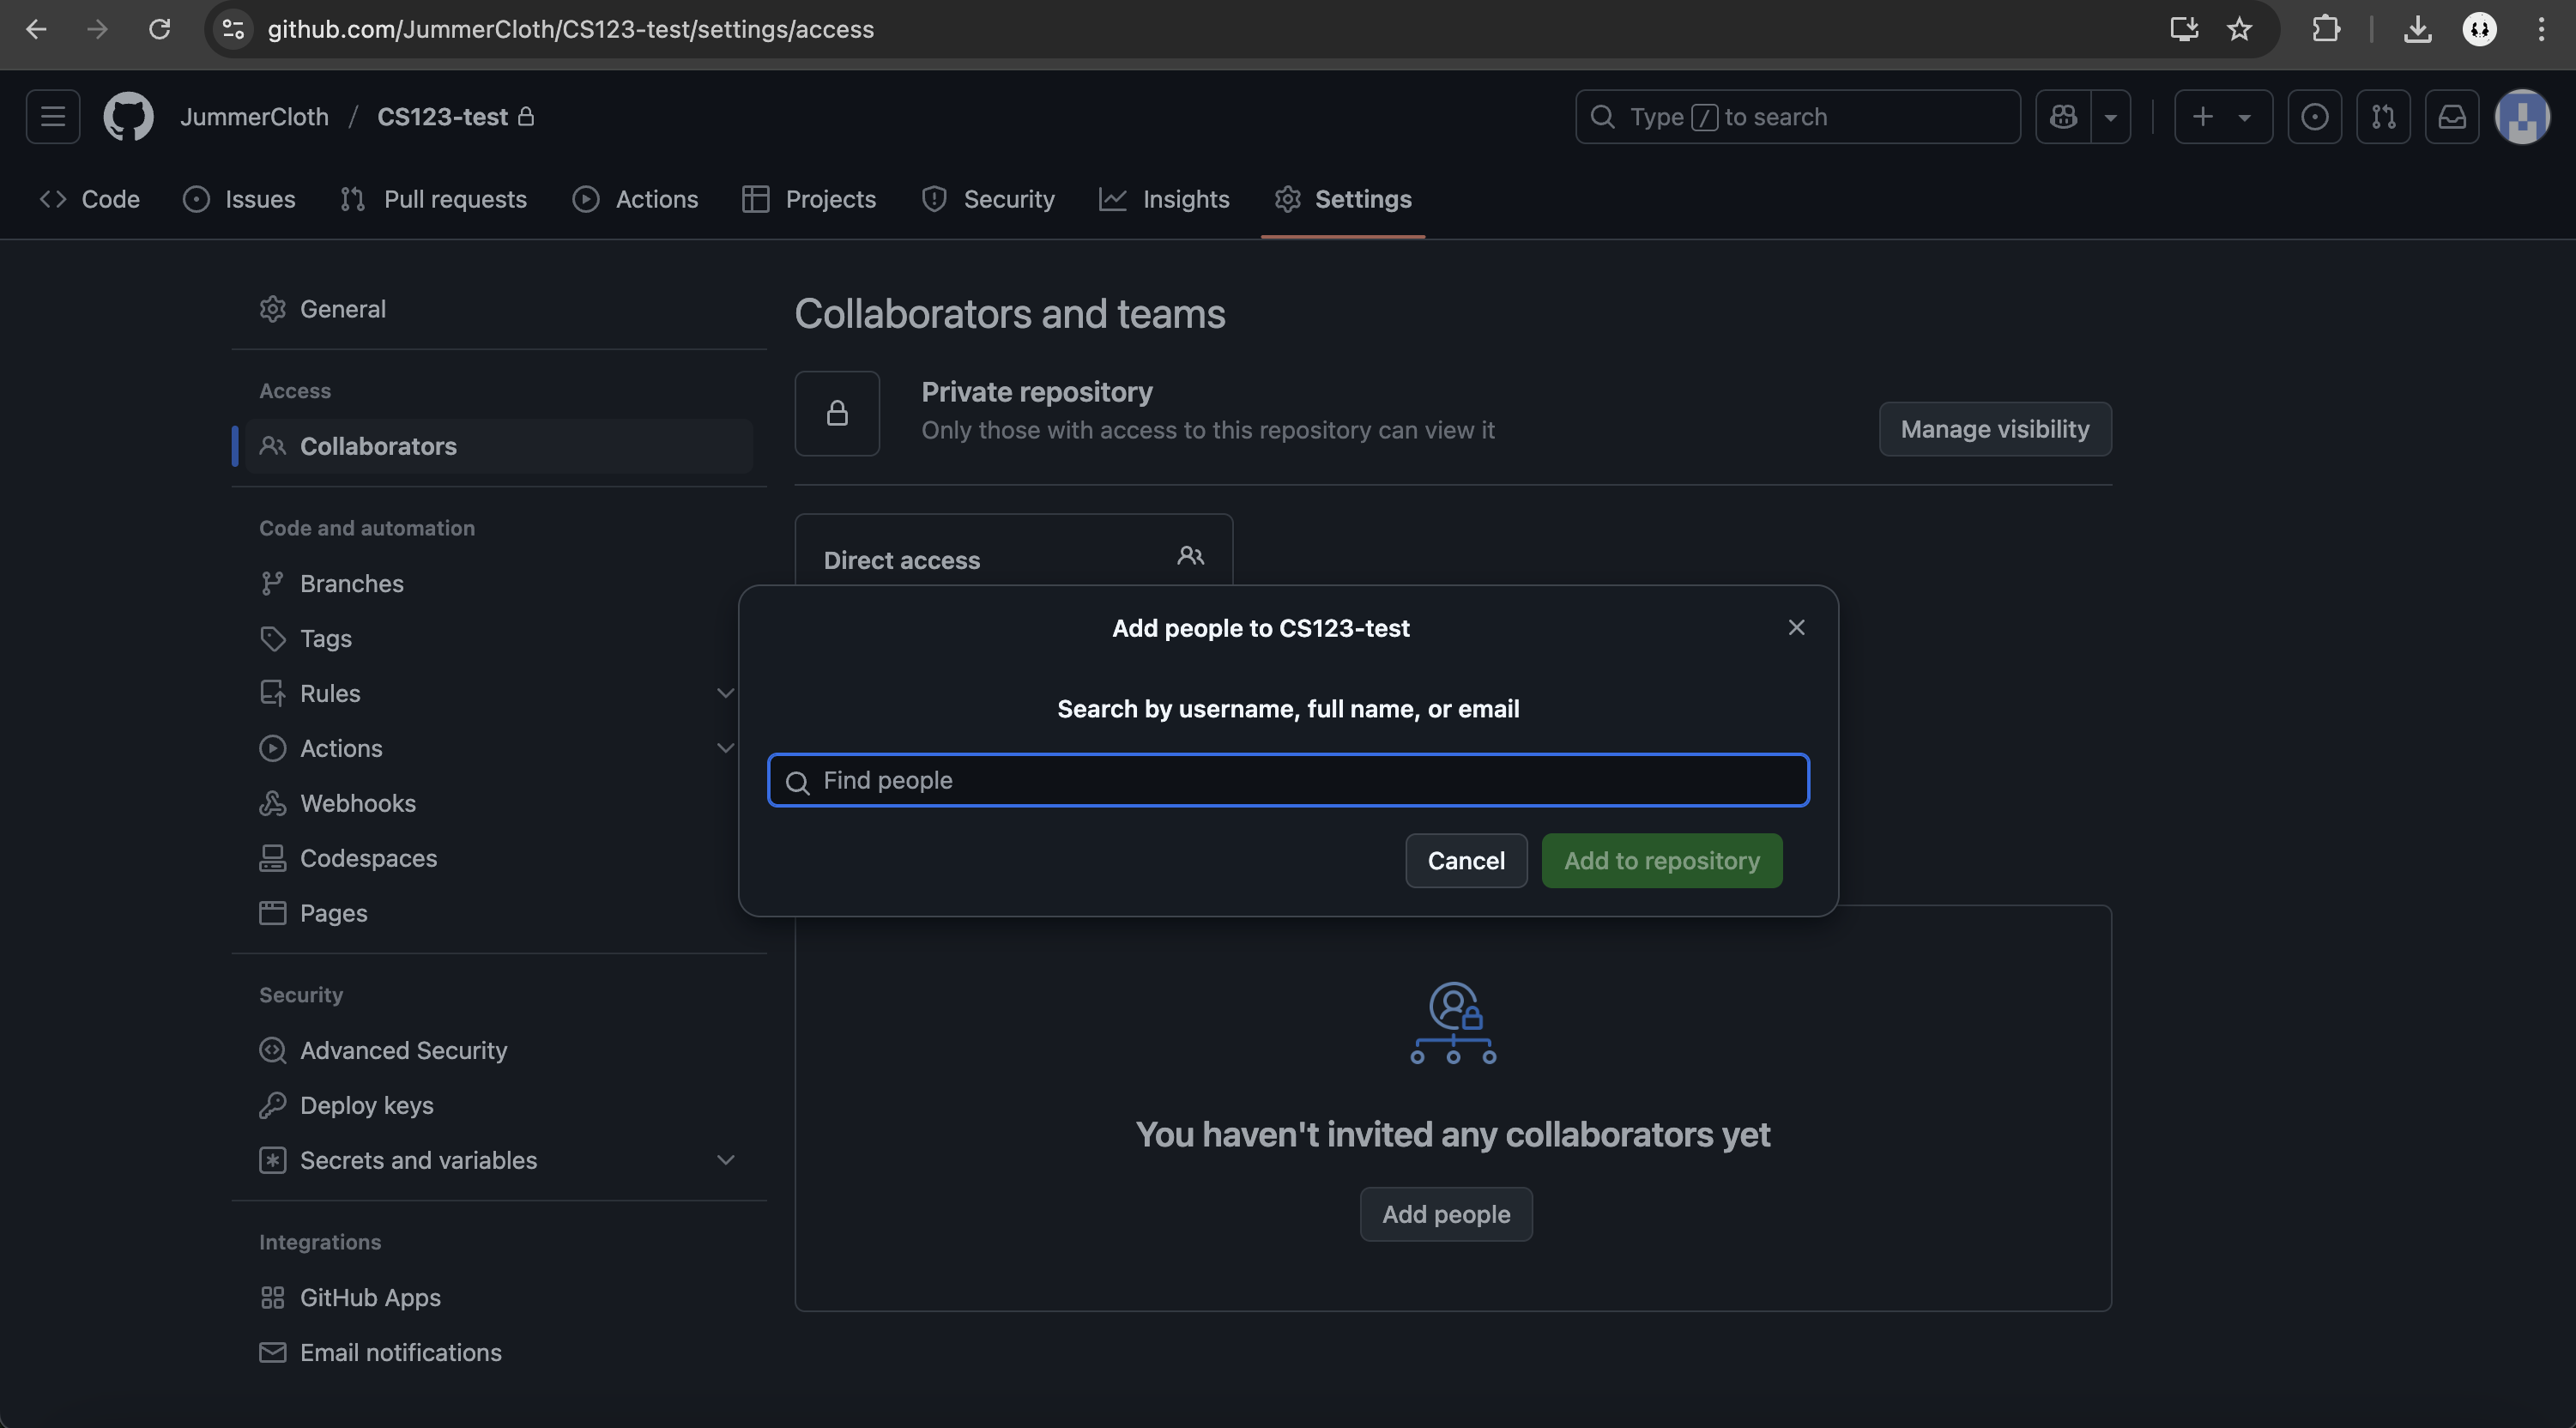 github.com/JummerCloth/CS123-test/settings/access
JummerCloth / CS123-test
Type / to search
Code Issues Pull requests Actions Projects Security Insights Settings
General
Access
Collaborators
Code and automation
Branches
Tags
Rules
Actions
Webhooks
Codespaces
Pages
Security
Advanced Security
Deploy keys
Secrets and variables
Integrations
GitHub Apps
Email notifications
Collaborators and teams
Private repository
Only those with access to this repository can view it
Manage visibility
Direct access
Add people to CS123-test
Search by username, full name, or email
Find people
Cancel Add to repository
You haven't invited any collaborators yet
Add people